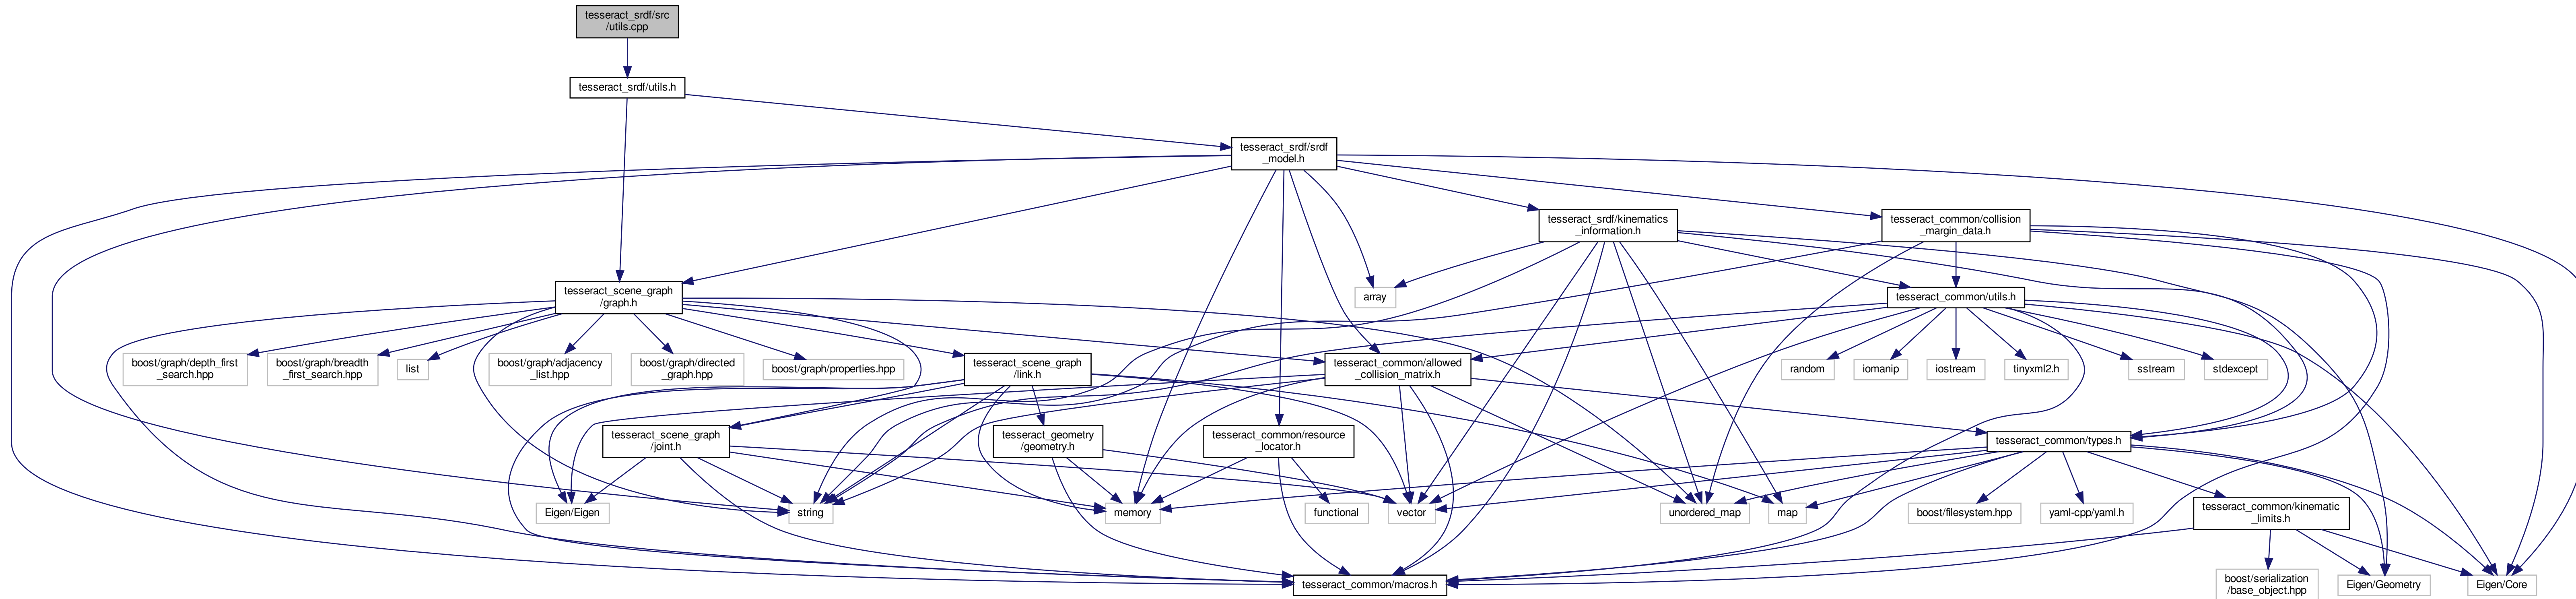 tesseract_srdf/src
/utils.cpp
tesseract_srdf/utils.h
tesseract_srdf/srdf
_model.h
tesseract_srdf/kinematics
_information.h
tesseract_common/collision
_margin_data.h
tesseract_scene_graph
/graph.h
array
tesseract_common/utils.h
boost/graph/depth_first
_search.hpp
boost/graph/breadth
_first_search.hpp
list
boost/graph/adjacency
_list.hpp
boost/graph/directed
_graph.hpp
boost/graph/properties.hpp
tesseract_scene_graph
/link.h
tesseract_common/allowed
_collision_matrix.h
random
iomanip
iostream
tinyxml2.h
sstream
stdexcept
tesseract_scene_graph
/joint.h
tesseract_geometry
/geometry.h
tesseract_common/resource
_locator.h
tesseract_common/types.h
Eigen/Eigen
string
memory
functional
vector
unordered_map
map
boost/filesystem.hpp
yaml-cpp/yaml.h
tesseract_common/kinematic
_limits.h
tesseract_common/macros.h
boost/serialization
/base_object.hpp
Eigen/Geometry
Eigen/Core